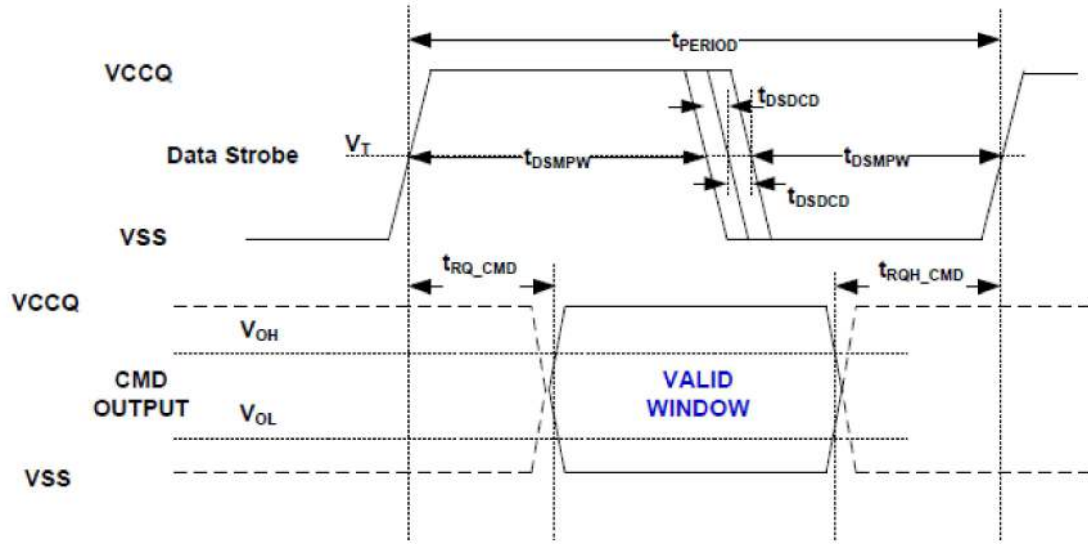 tPERIOD
VCCQ
tDSDCD
Data Strobe
VT
tDSMPW
tDSMPW
tDSDCD
VSS
tRQ_CMD
tRQH_CMD
VCCQ
VOH
CMD
OUTPUT
VALID
WINDOW
VOL
VSS